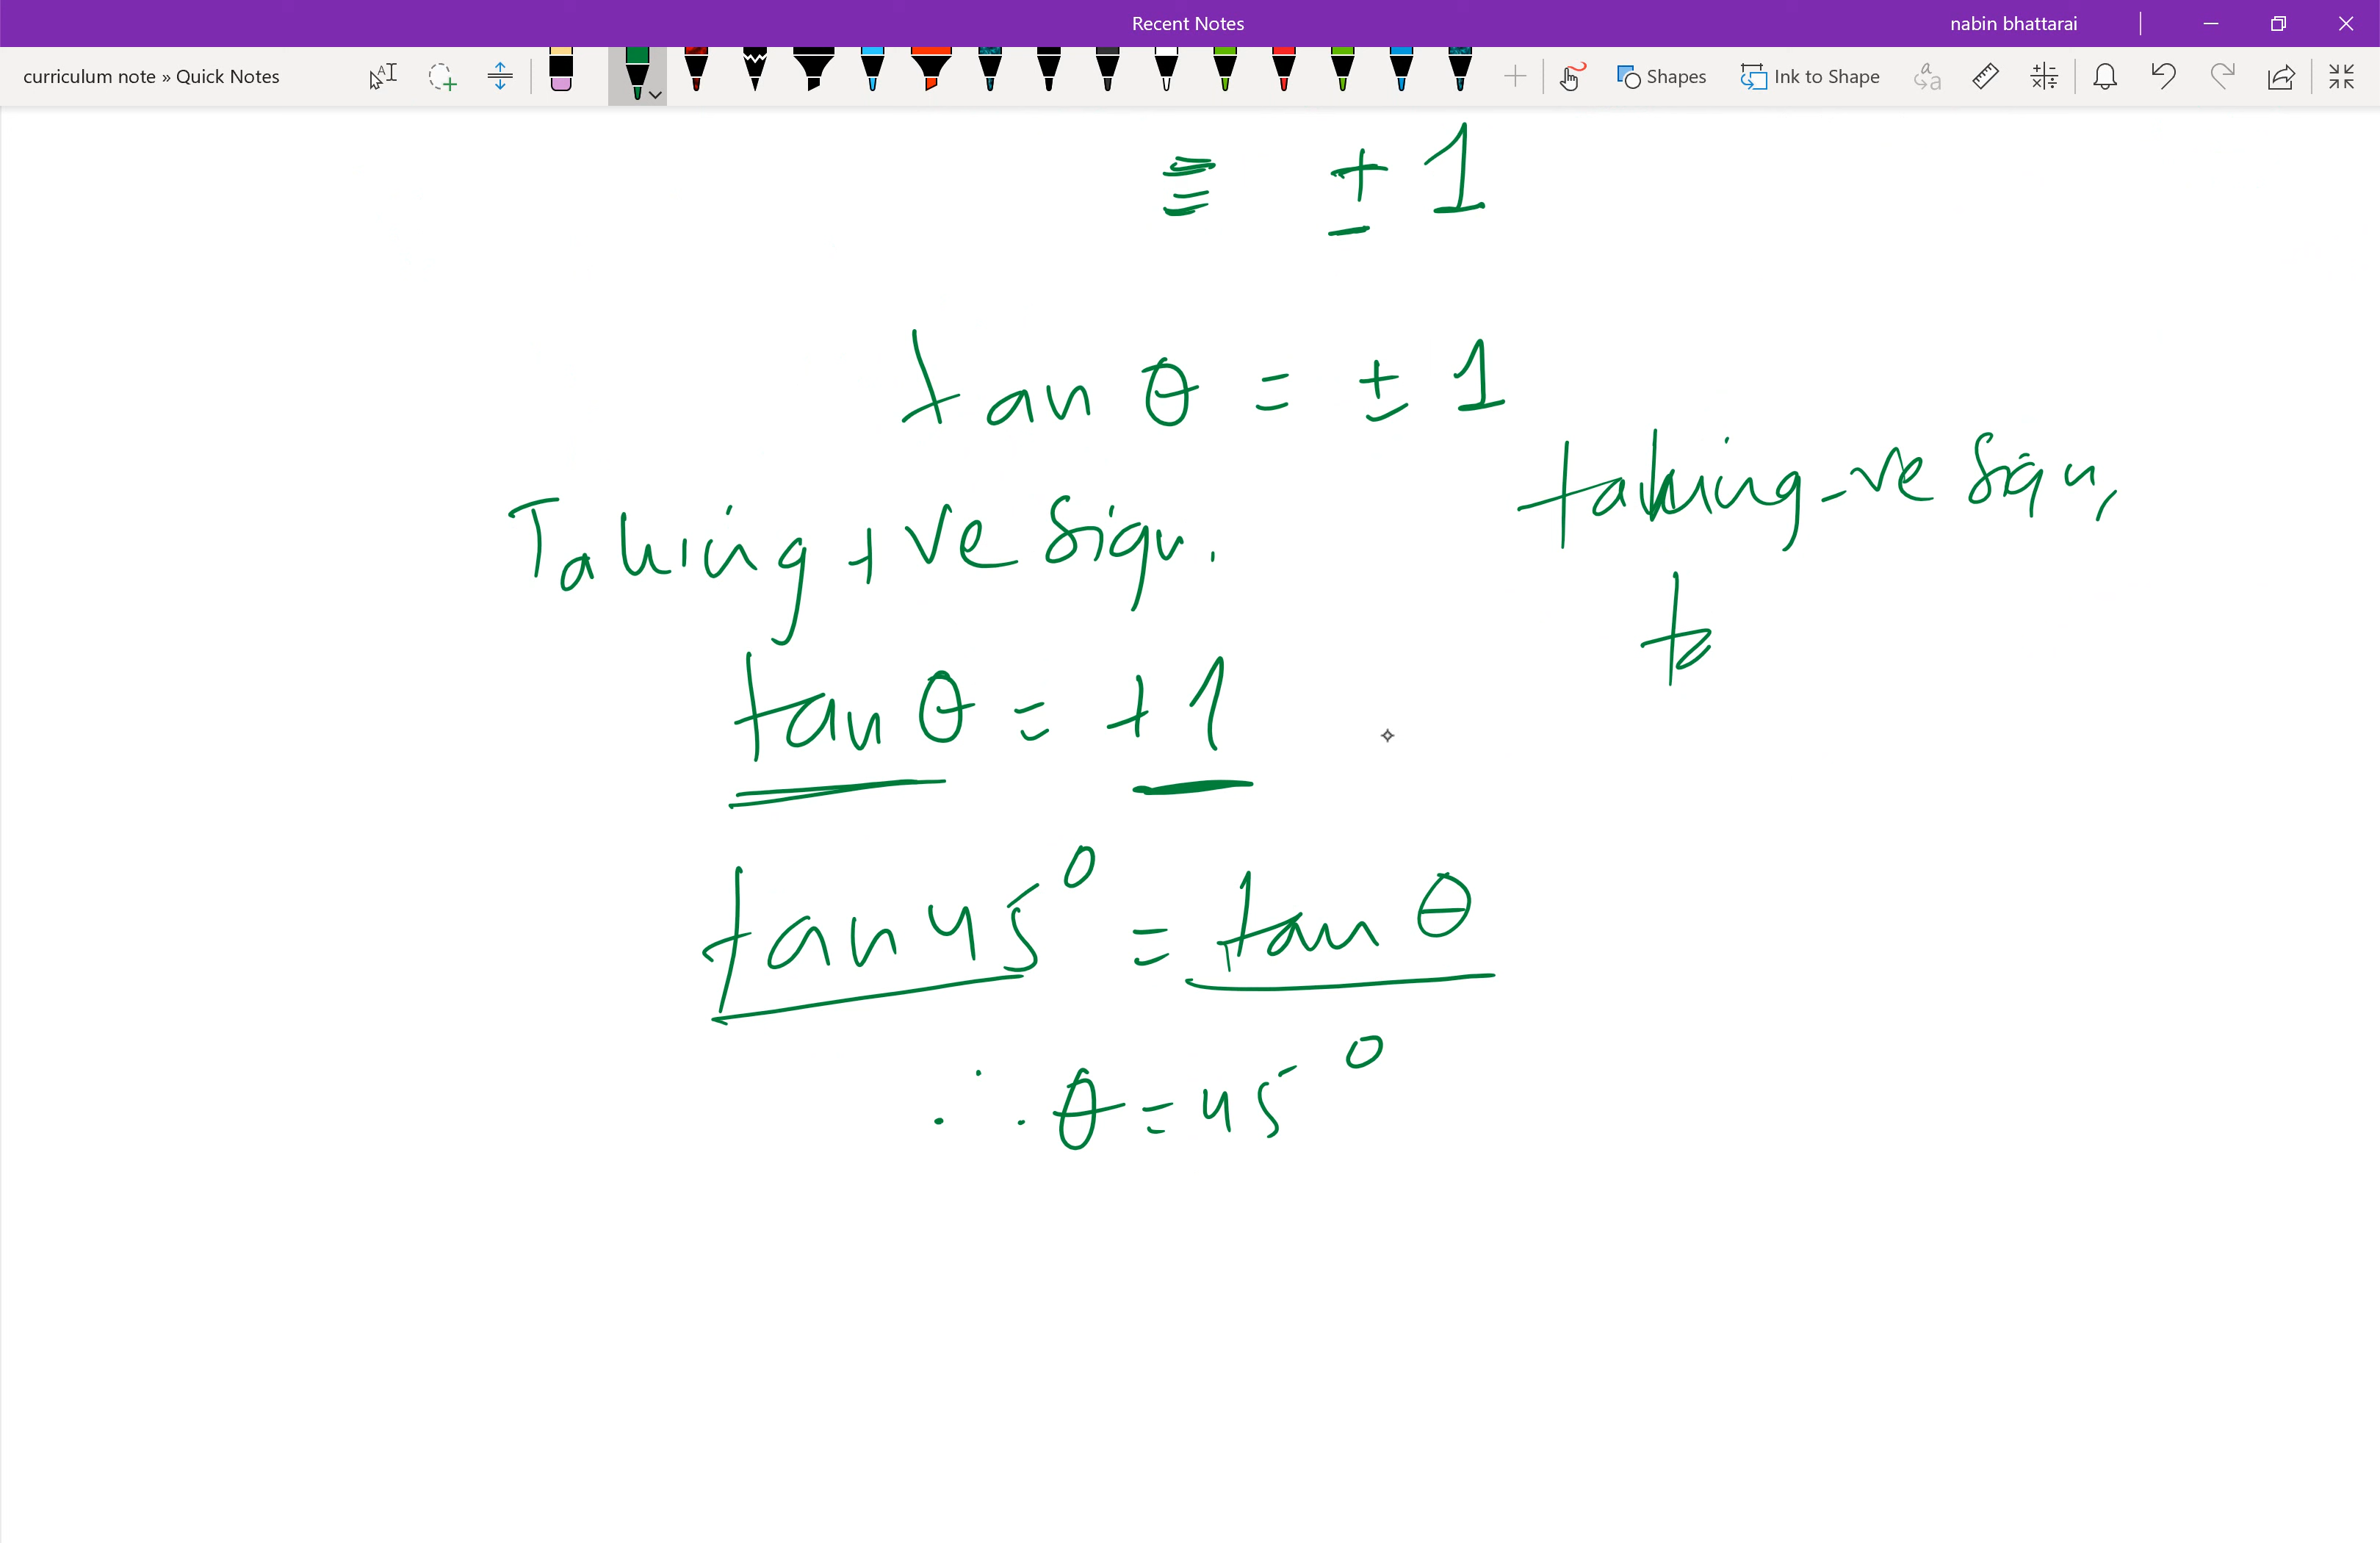 Recent Notes
nabin bhattarai
curriculum note » Quick Notes
Shapes
Ink to Shape
= ± 1
tan θ = ± 1
Taking +ve sign.
taking -ve sign,
tan θ = +1
tan 45° = tan θ
∴ θ = 45°